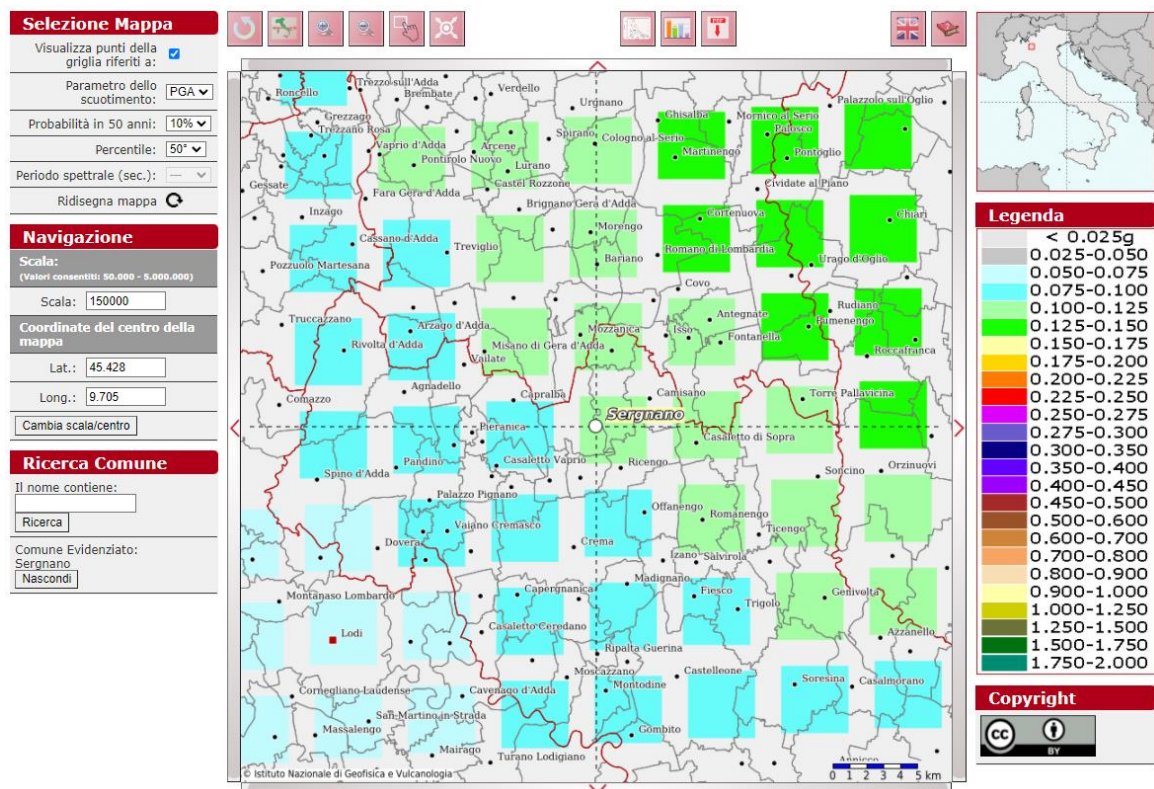 Selezione Mappa
Visualizza punti della
griglia riferiti a:
Parametro dello
scuotimento: PGA
Probabilità in 50 anni: 10%
Percentile: 50°
Periodo spettrale (sec.): ---
Ridisegna mappa
Navigazione
Scala:
(Valori consentiti: 50.000 - 5.000.000)
Scala: 150000
Coordinate del centro della
mappa
Lat.: 45.428
Long.: 9.705
Cambia scala/centro
Ricerca Comune
Il nome contiene:
Ricerca
Comune Evidenziato:
Sergnano
Nascondi
Roncello
Trezzo sull'Adda
Brembate
Verdello
Urgnano
Ghisalba
Mornico al Serio
Palazzolo sull'Oglio
Grezzago
Trezzano Rosa
Vaprio d'Adda
Pontirolo Nuovo
Arcene
Lurano
Spirano
Cologno al Serio
Martinengo
Palosco
Pontoglio
Gessate
Fara Gera d'Adda
Castel Rozzone
Cividate al Piano
Inzago
Brignano Gera d'Adda
Morengo
Cortenuova
Chiari
Cassano d'Adda
Treviglio
Bariano
Romano di Lombardia
Urago d'Oglio
Pozzuolo Martesana
Covo
Truccazzano
Arzago d'Adda
Mozzanica
Isso
Antegnate
Fontanella
Pumenengo
Rudiano
Rivolta d'Adda
Misano di Gera d'Adda
Vailate
Roccafranca
Agnadello
Capralba
Camisano
Torre Pallavicina
Comazzo
Sergnano
Pieranica
Casaletto di Sopra
Spino d'Adda
Pandino
Casaletto Vaprio
Ricengo
Soncino
Orzinuovi
Palazzo Pignano
Offanengo
Romanengo
Ticengo
Vaiano Cremasco
Dovera
Crema
Izano
Salvirola
Madignano
Montanaso Lombardo
Capergnanica
Fiesco
Trigolo
Genivolta
Lodi
Casaletto Ceredano
Azzanello
Ripalta Guerina
Moscazzano
Castelleone
Cornegliano Laudense
Cavenago d'Adda
Montodine
Soresina
Casalmorano
San Martino in Strada
Massalengo
Gombito
Mairago
Turano Lodigiano
Annicco
© Istituto Nazionale di Geofisica e Vulcanologia
0 1 2 3 4 5 km
Legenda
< 0.025g
0.025-0.050
0.050-0.075
0.075-0.100
0.100-0.125
0.125-0.150
0.150-0.175
0.175-0.200
0.200-0.225
0.225-0.250
0.250-0.275
0.275-0.300
0.300-0.350
0.350-0.400
0.400-0.450
0.450-0.500
0.500-0.600
0.600-0.700
0.700-0.800
0.800-0.900
0.900-1.000
1.000-1.250
1.250-1.500
1.500-1.750
1.750-2.000
Copyright
cc
BY